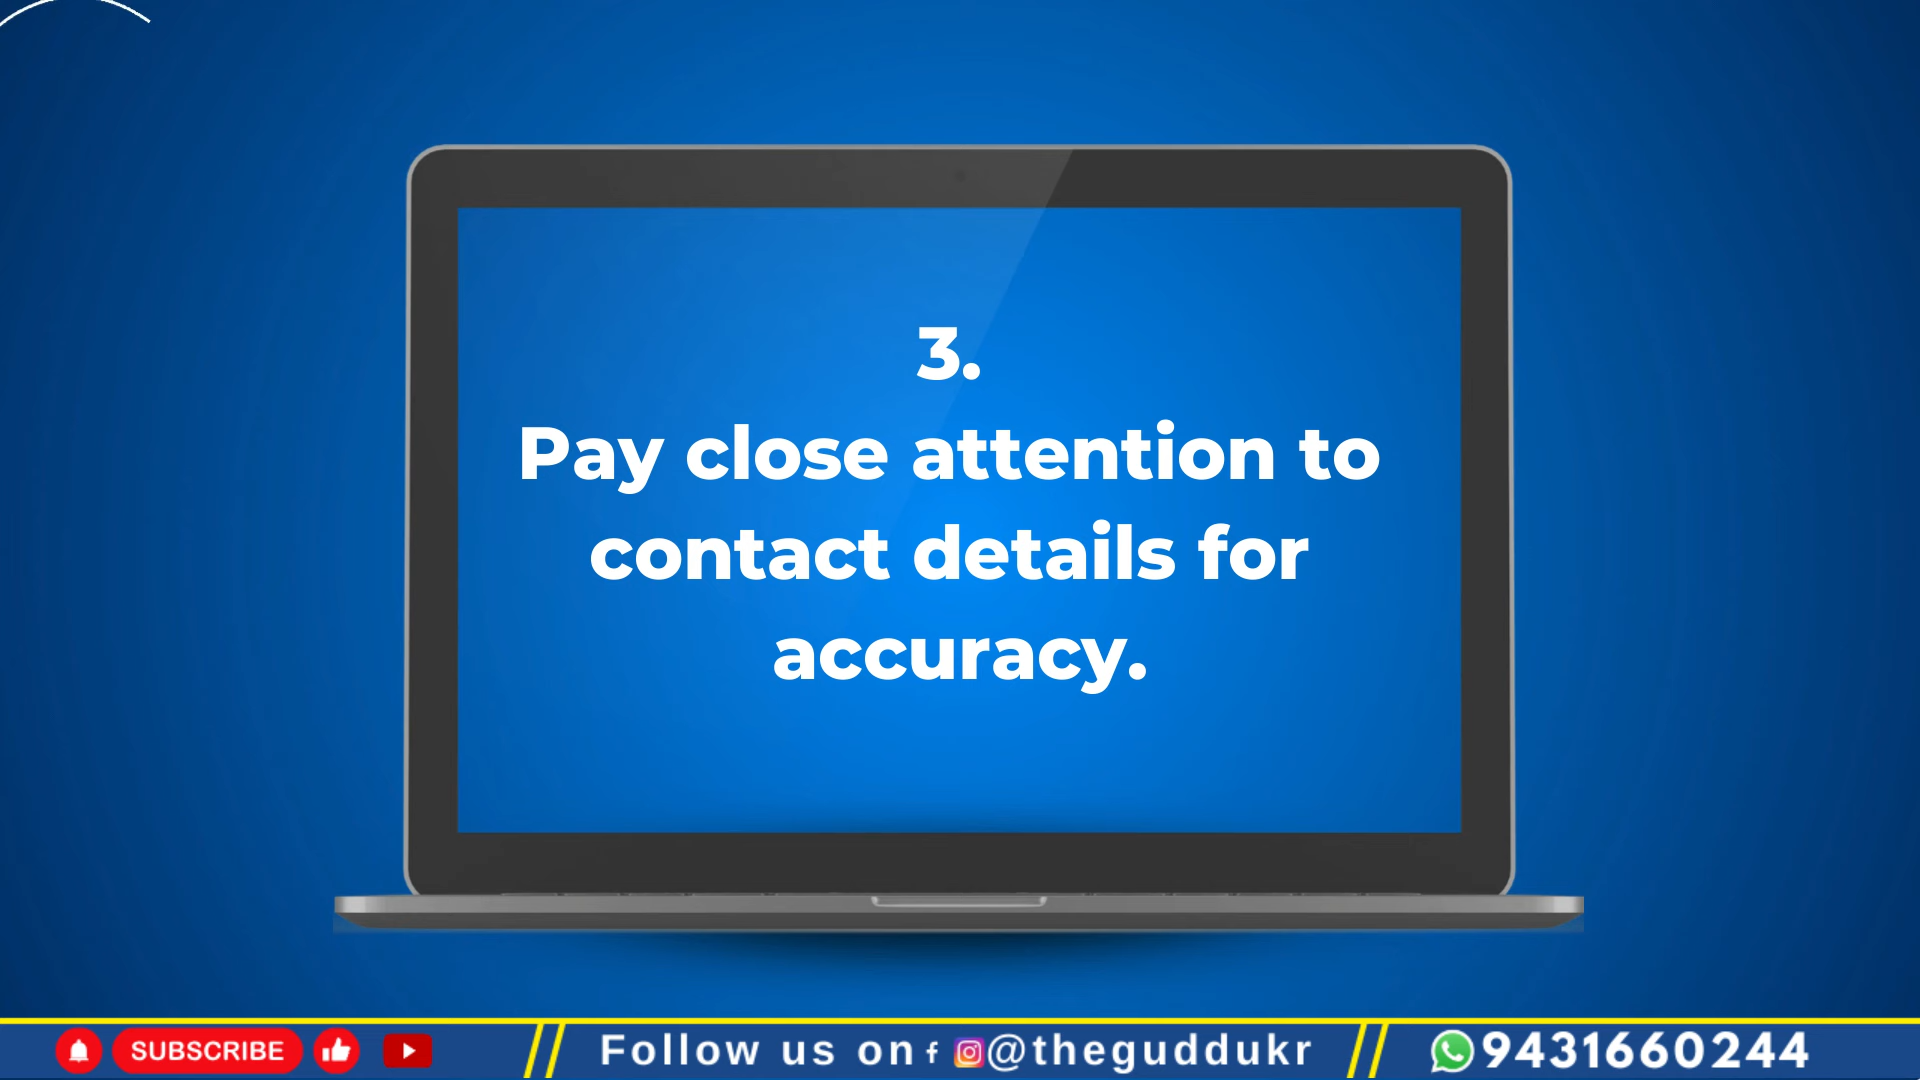 3.
Pay close attention to
contact details for
accuracy.
SUBSCRIBE
Follow us on @theguddukr
9431660244